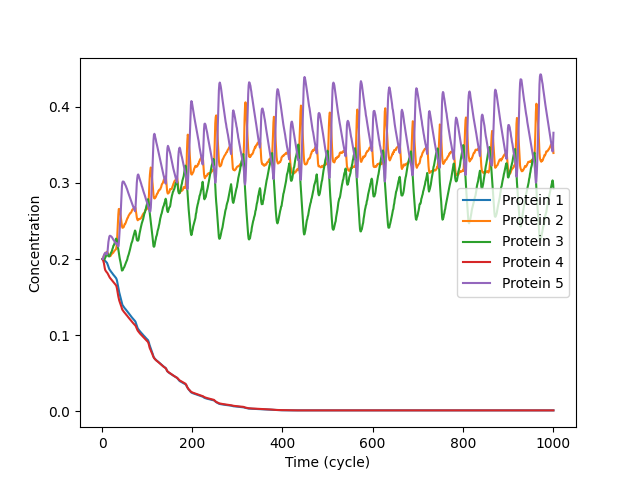 0.4
0.3
0.2
0.1
0.0
Concentration
0
200
400
600
800
1000
Time (cycle)
Protein 1
Protein 2
Protein 3
Protein 4
Protein 5